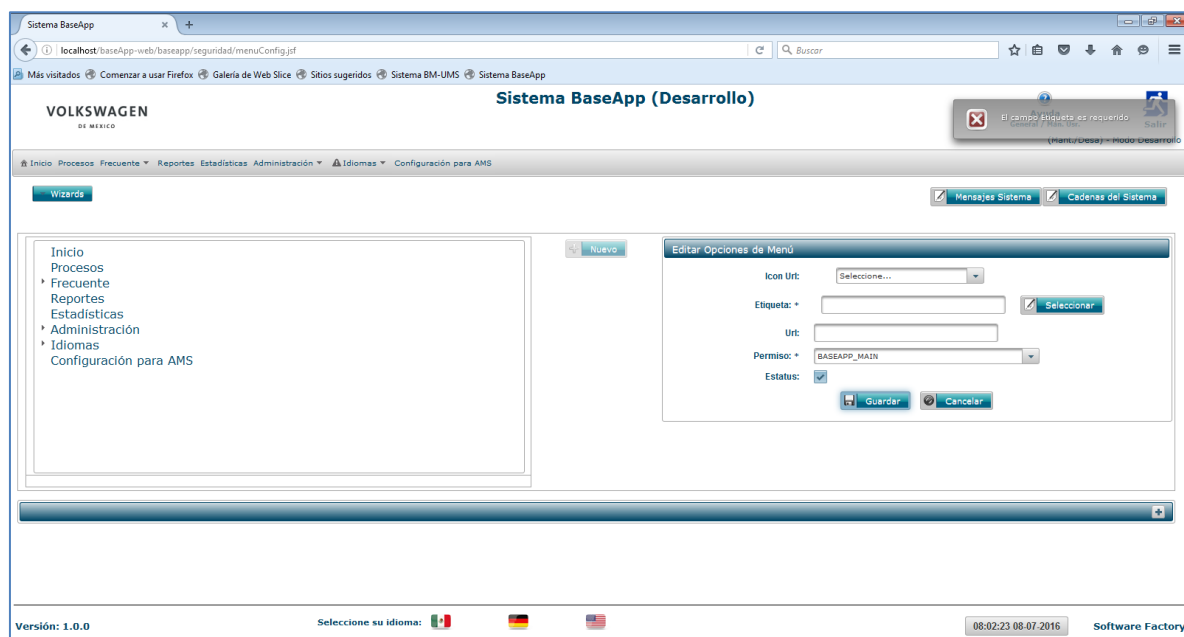 Sistema BaseApp
localhost/baseApp-web/baseapp/seguridad/menuConfig.jsf
Buscar
Más visitados Comenzar a usar Firefox Galería de Web Slice Sitios sugeridos Sistema BM-UMS Sistema BaseApp
VOLKSWAGEN
DE MEXICO
Sistema BaseApp (Desarrollo)
El campo Etiqueta es requerido
Salir
(Mant./Desa) - Modo Desarrollo
Inicio Procesos Frecuente Reportes Estadísticas Administración Idiomas Configuración para AMS
Wizards
Mensajes Sistema Cadenas del Sistema
Inicio
Procesos
Frecuente
Reportes
Estadísticas
Administración
Idiomas
Configuración para AMS
Nuevo
Editar Opciones de Menú
Icon Url: Seleccione...
Etiqueta: * Seleccionar
Url:
Permiso: * BASEAPP_MAIN
Estatus:
Guardar Cancelar
Versión: 1.0.0
Seleccione su idioma:
08:02:23 08-07-2016
Software Factory